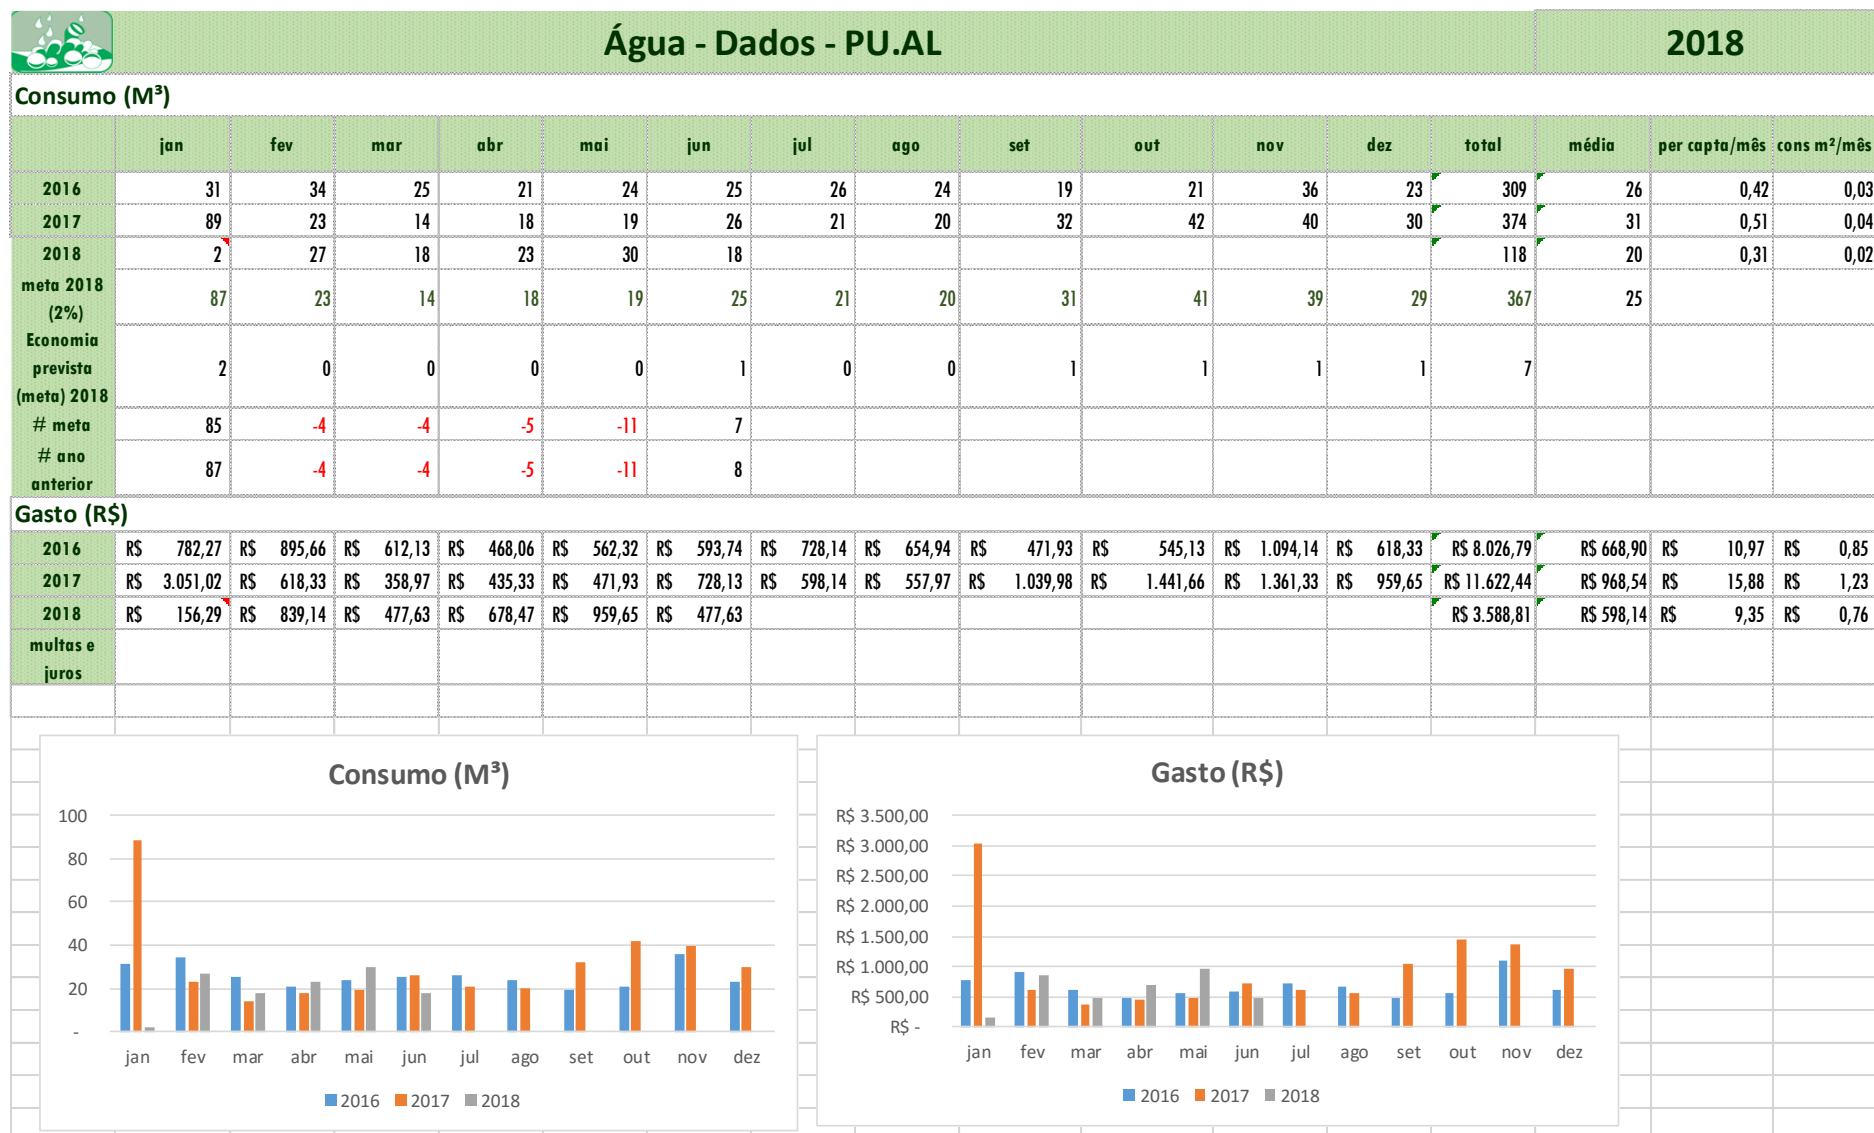 Água - Dados - PU.AL 2018
Consumo (M³)
jan fev mar abr mai jun jul ago set out nov dez total média per capta/mês cons m²/mês
2016 31 34 25 21 24 25 26 24 19 21 36 23 309 26 0,42 0,03
2017 89 23 14 18 19 26 21 20 32 42 40 30 374 31 0,51 0,04
2018 2 27 18 23 30 18 118 20 0,31 0,02
meta 2018
(2%) 87 23 14 18 19 25 21 20 31 41 39 29 367 25
Economia
prevista
(meta) 2018 2 0 0 0 0 1 0 0 1 1 1 1 7
# meta 85 -4 -4 -5 -11 7
# ano
anterior 87 -4 -4 -5 -11 8
Gasto (R$)
2016 R$ 782,27 R$ 895,66 R$ 612,13 R$ 468,06 R$ 562,32 R$ 593,74 R$ 728,14 R$ 654,94 R$ 471,93 R$ 545,13 R$ 1.094,14 R$ 618,33 R$ 8.026,79 R$ 668,90 R$ 10,97 R$ 0,85
2017 R$ 3.051,02 R$ 618,33 R$ 358,97 R$ 435,33 R$ 471,93 R$ 728,13 R$ 598,14 R$ 557,97 R$ 1.039,98 R$ 1.441,66 R$ 1.361,33 R$ 959,65 R$ 11.622,44 R$ 968,54 R$ 15,88 R$ 1,23
2018 R$ 156,29 R$ 839,14 R$ 477,63 R$ 678,47 R$ 959,65 R$ 477,63 R$ 3.588,81 R$ 598,14 R$ 9,35 R$ 0,76
multas e
juros
Consumo (M³)
100
80
60
40
20
-
jan fev mar abr mai jun jul ago set out nov dez
2016 2017 2018
Gasto (R$)
R$ 3.500,00
R$ 3.000,00
R$ 2.500,00
R$ 2.000,00
R$ 1.500,00
R$ 1.000,00
R$ 500,00
R$ -
jan fev mar abr mai jun jul ago set out nov dez
2016 2017 2018